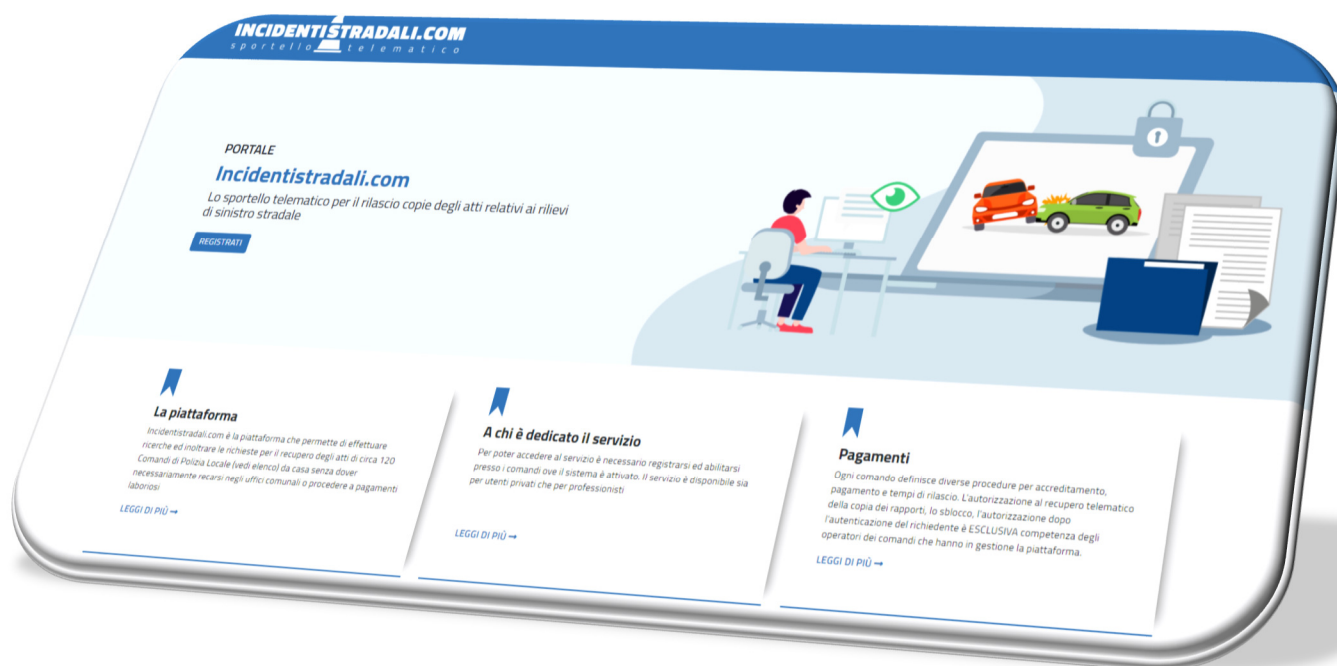 INCIDENTISTRADALI.COM
sportello telematico
PORTALE
Incidentistradali.com
Lo sportello telematico per il rilascio copie degli atti relativi ai rilievi
di sinistro stradale
REGISTRATI
La piattaforma
Incidentistradali.com è la piattaforma che permette di effettuare
ricerche ed inoltrare le richieste per il recupero degli atti di circa 120
Comandi di Polizia Locale (vedi elenco) da casa senza dover
necessariamente recarsi negli uffici comunali o procedere a pagamenti
laboriosi
LEGGI DI PIÙ →
A chi è dedicato il servizio
Per poter accedere al servizio è necessario registrarsi ed abilitarsi
presso i comandi ove il sistema è attivato. Il servizio è disponibile sia
per utenti privati che per professionisti
LEGGI DI PIÙ →
Pagamenti
Ogni comando definisce diverse procedure per accreditamento,
pagamento e tempi di rilascio. L'autorizzazione al recupero telematico
della copia dei rapporti, lo sblocco, l'autorizzazione dopo
l'autenticazione del richiedente è ESCLUSIVA competenza degli
operatori dei comandi che hanno in gestione la piattaforma.
LEGGI DI PIÙ →